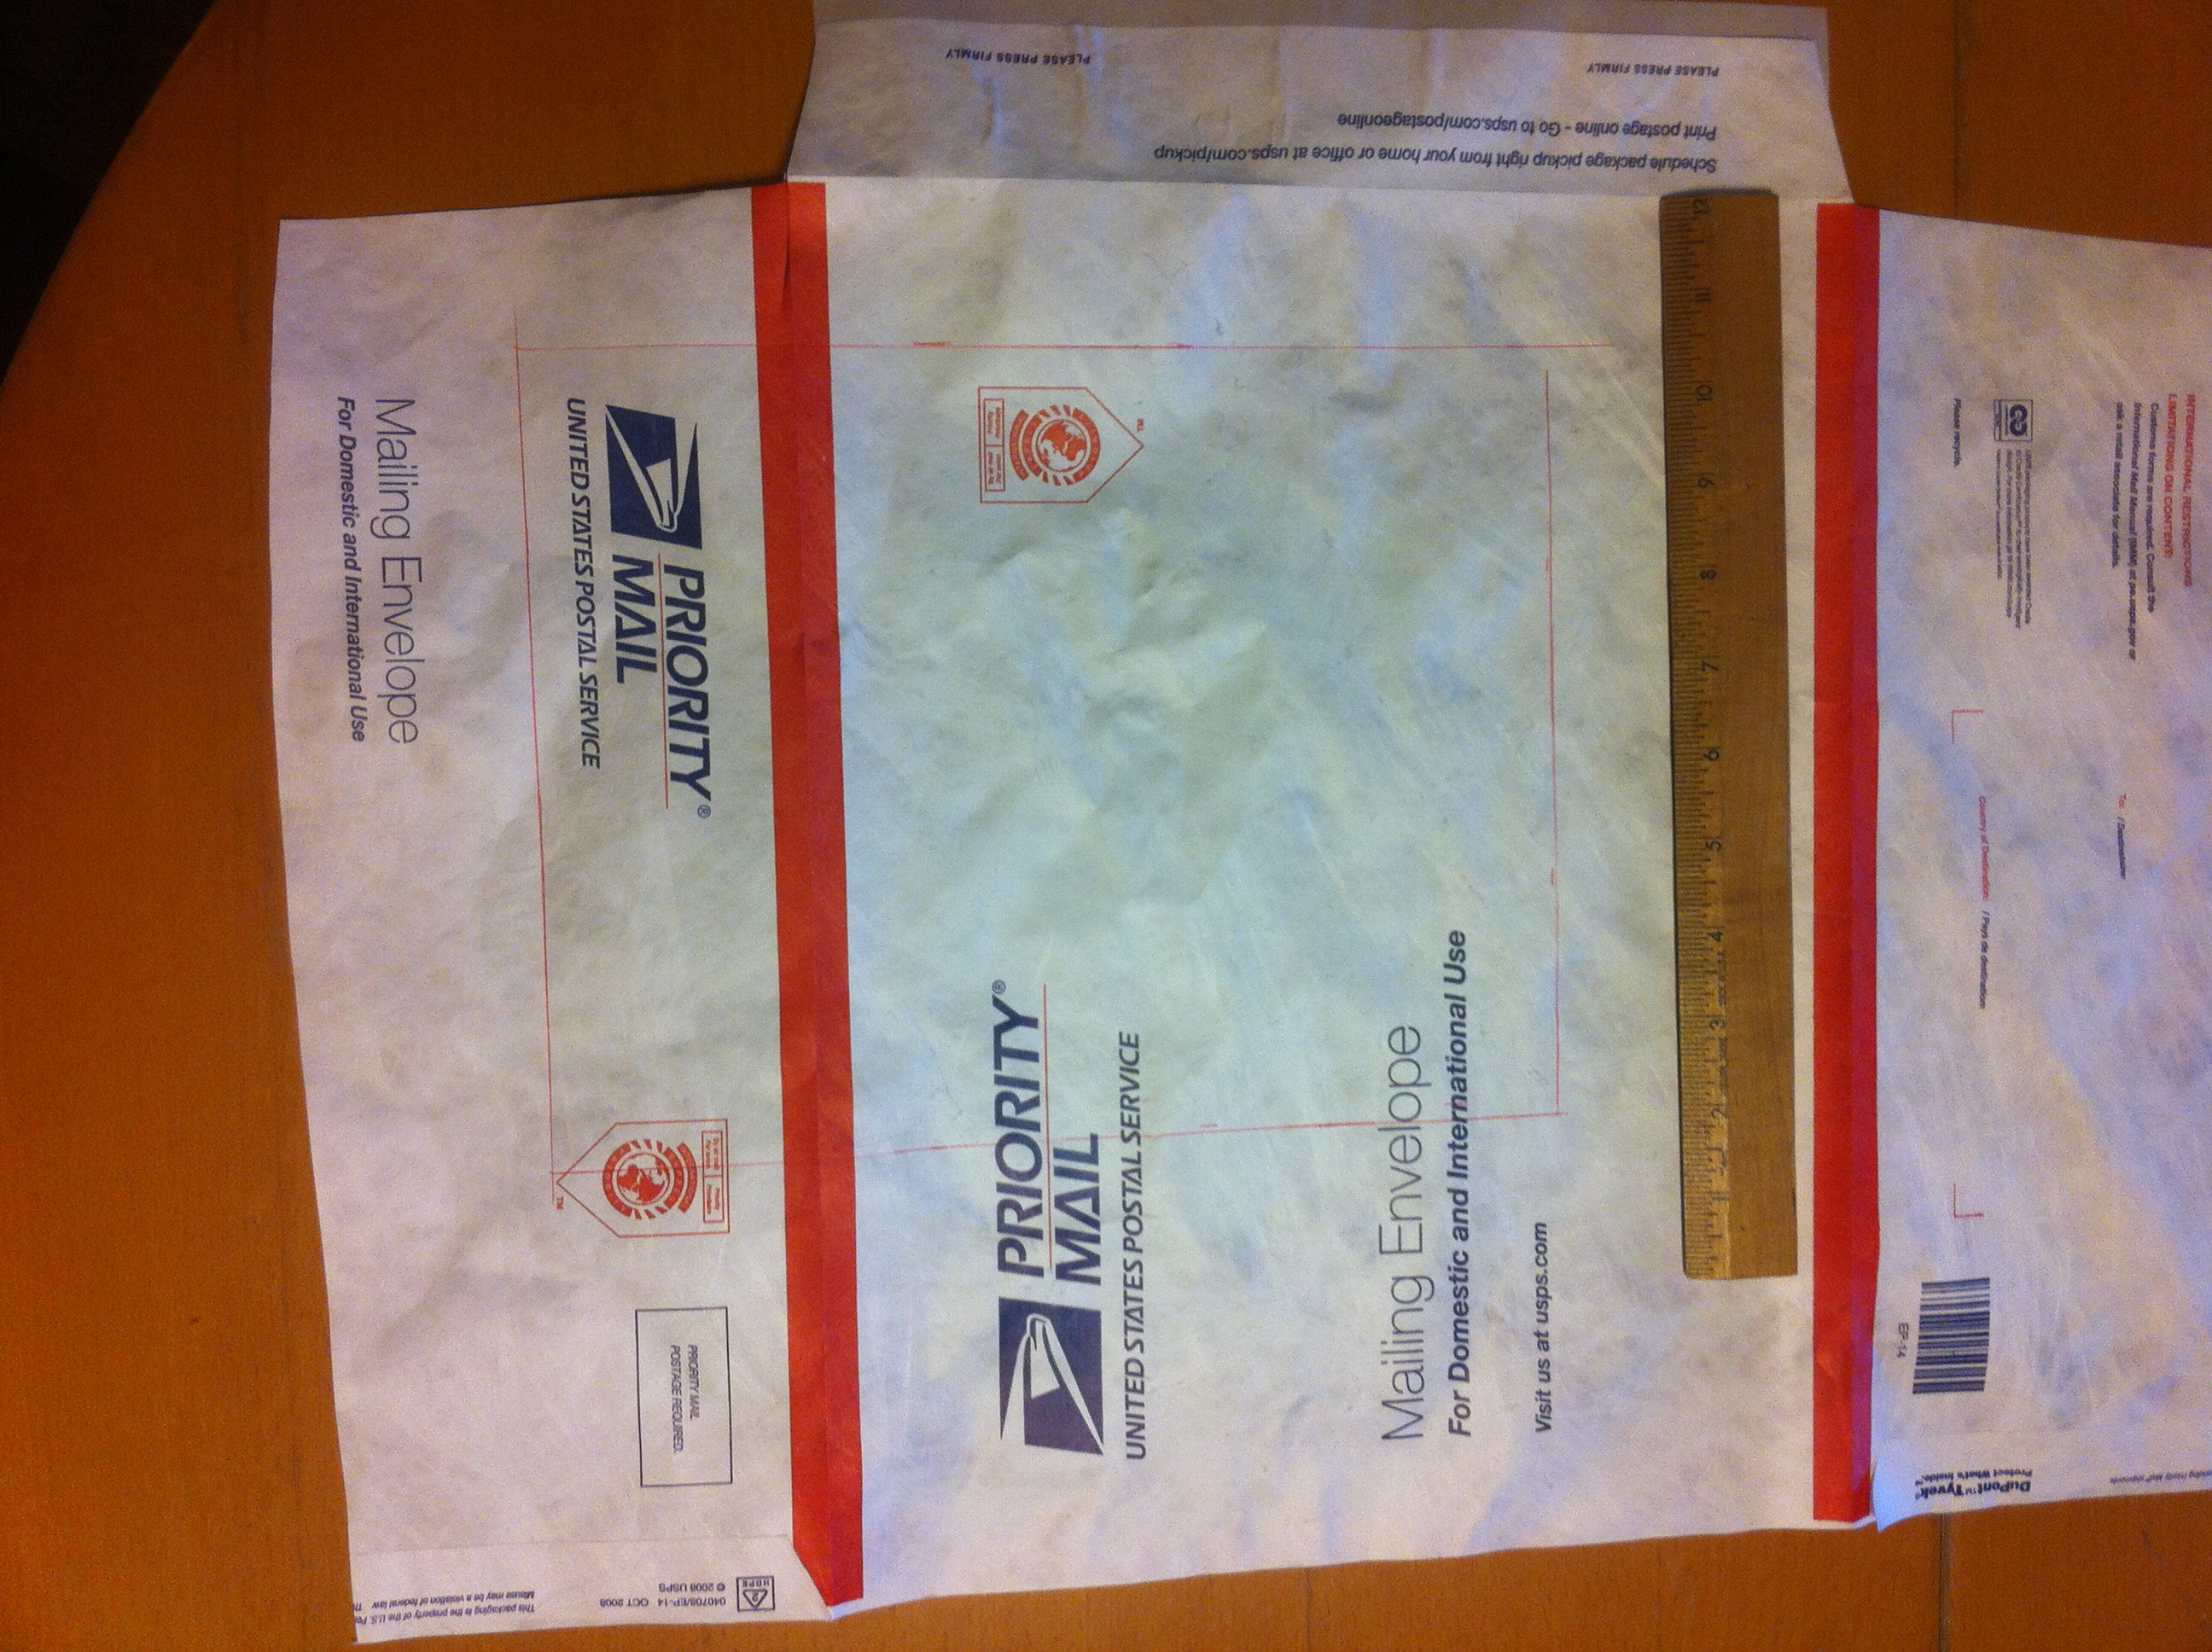 PLEASE PRESS FIRMLY
PLEASE PRESS FIRMLY
Print postage online - Go to usps.com/postageonline
Schedule package pickup right from your home or office at usps.com/pickup
Mailing Envelope
For Domestic and International Use
PRIORITY®
MAIL
UNITED STATES POSTAL SERVICE
TM
PRIORITY MAIL
POSTAGE REQUIRED.
This packaging is the property of the U.S.
Misuse may be a violation of federal law
040708/EP-14 OCT 2008
© 2008 USPS
2
HDPE
TM
PRIORITY®
MAIL
UNITED STATES POSTAL SERVICE
Mailing Envelope
For Domestic and International Use
Visit us at usps.com
12
11
10
9
8
7
6
5
4
3
2
1
INTERNATIONAL RESTRICTIONS
LIMITATIONS ON CONTENT:
Customs forms are required. Consult the
International Mail Manual (IMM) at pe.usps.gov or
ask a retail associate for details.
Please recycle.
To: / Destinataire:
Country of Destination: / Pays de destination:
EP-14
DuPont™ Tyvek®
Protect What's Inside.™